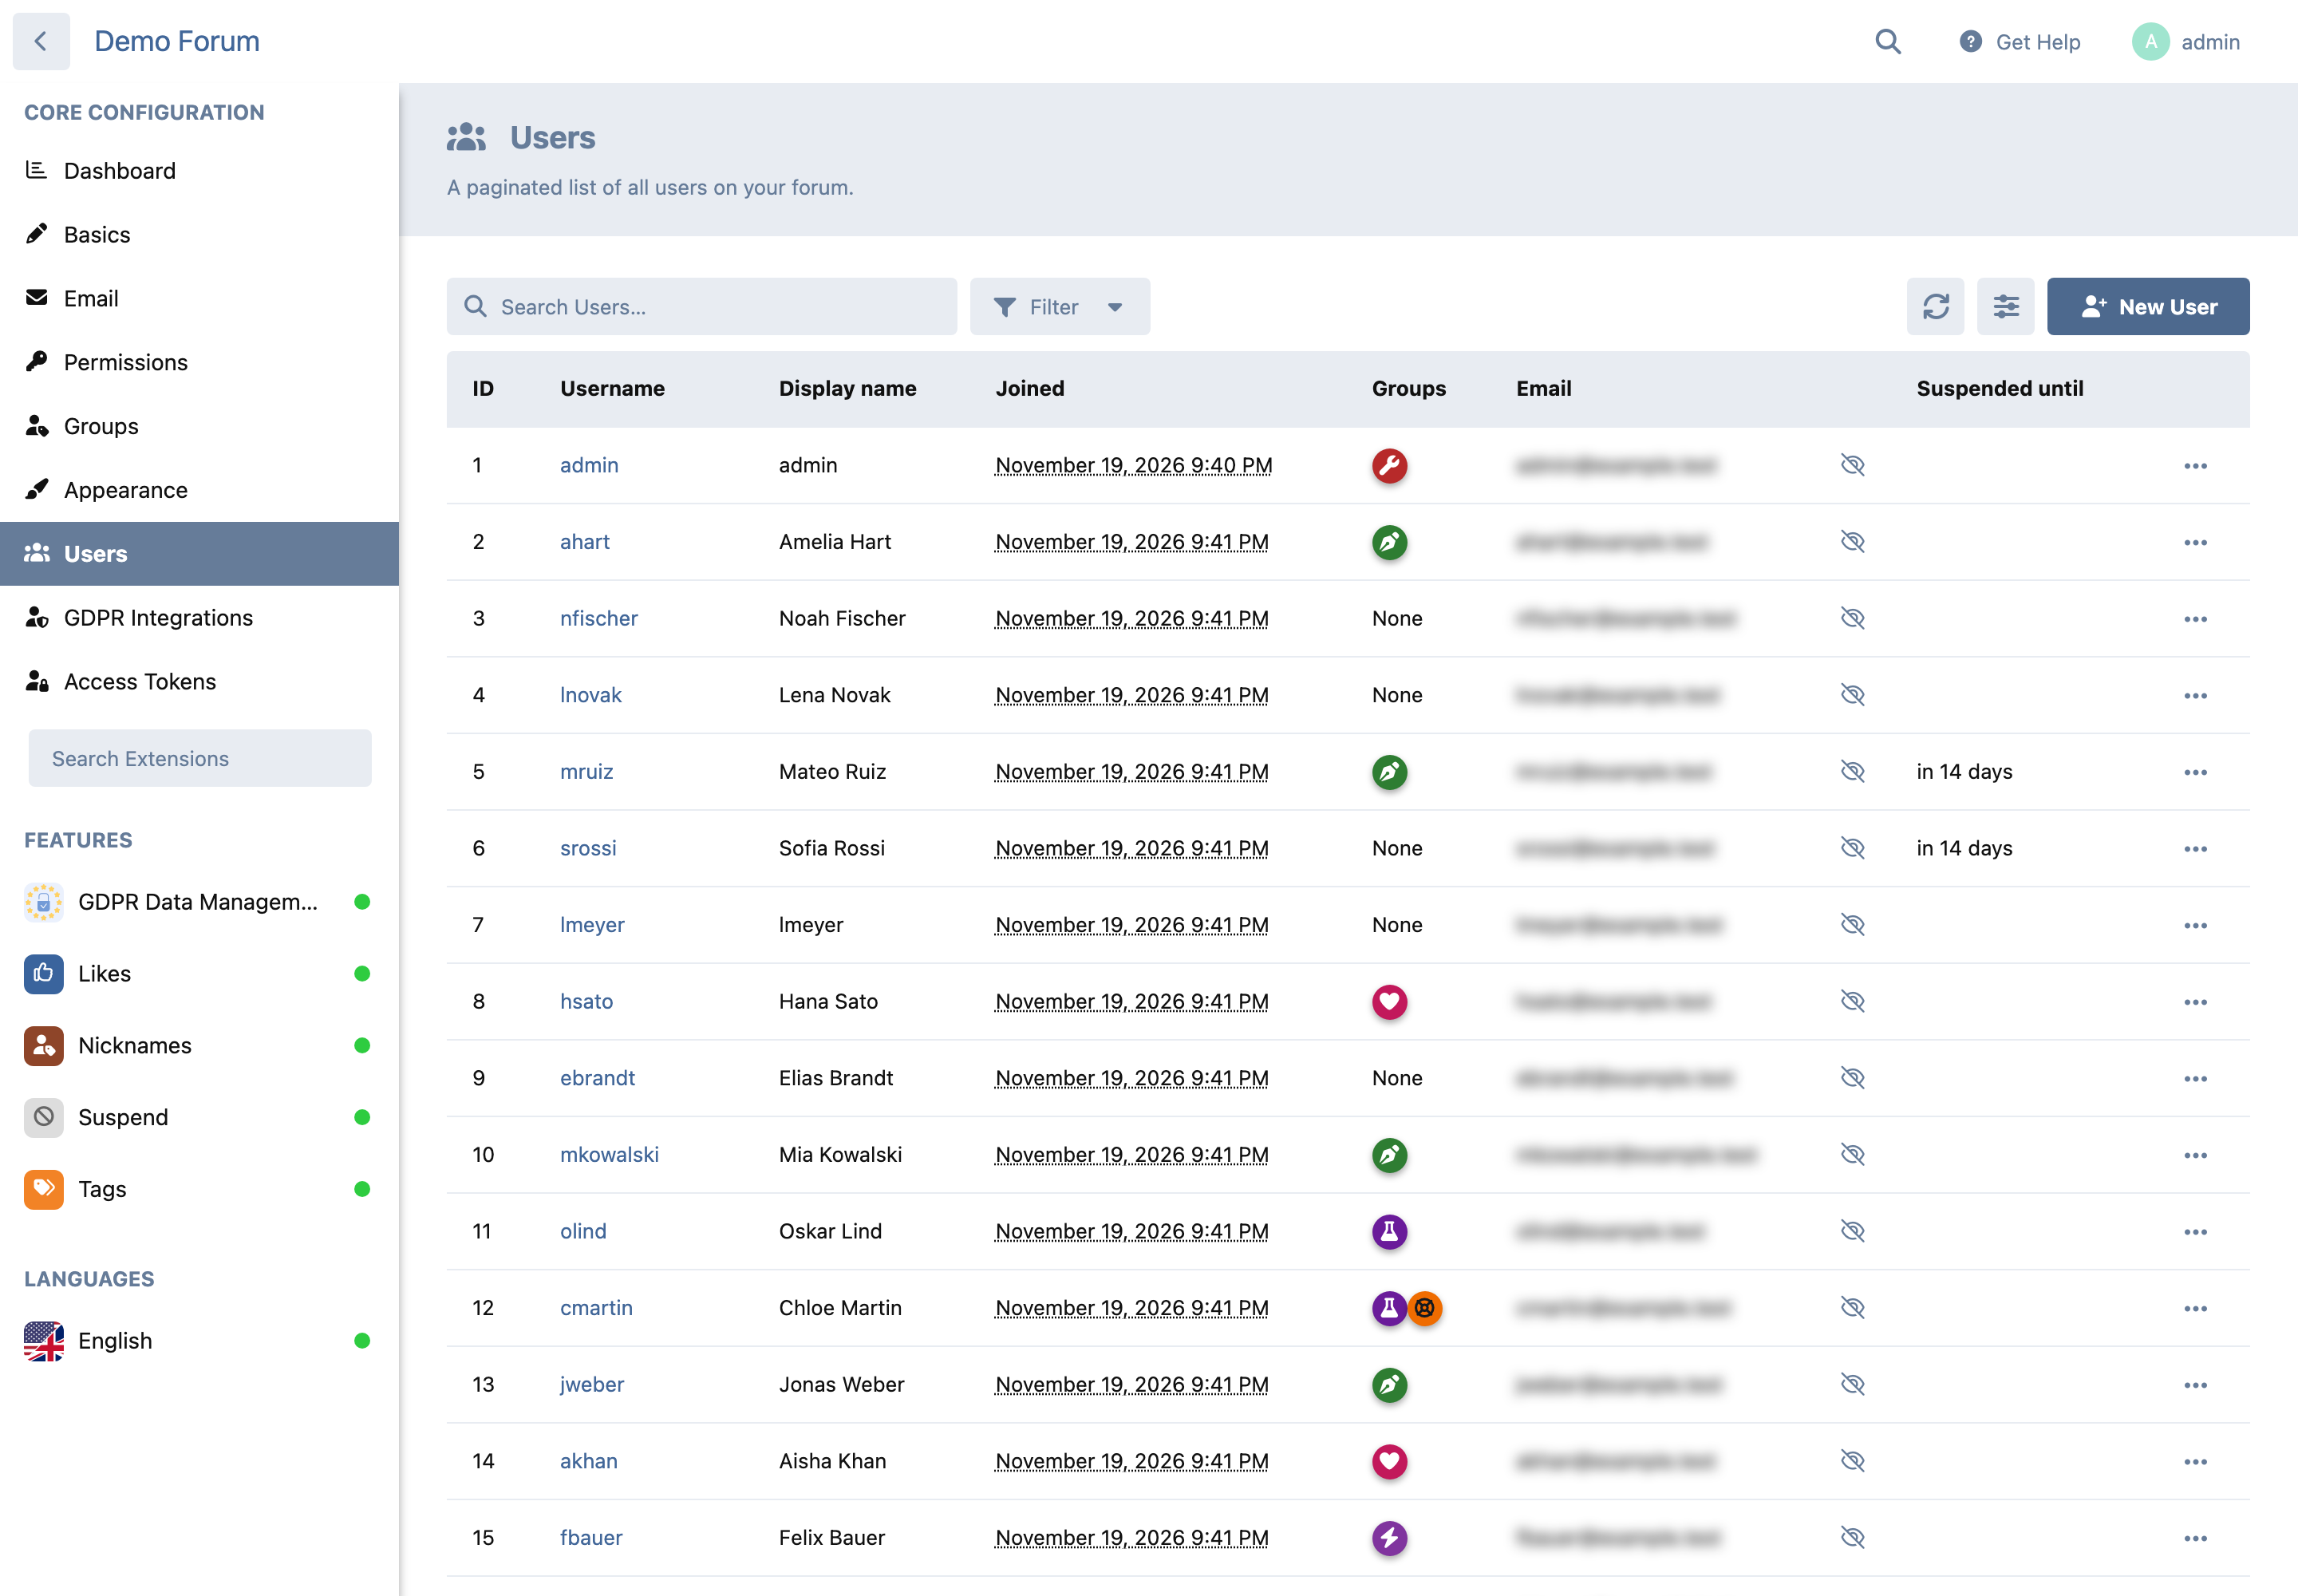 Demo Forum
Get Help
A
admin
CORE CONFIGURATION
Dashboard
Basics
Email
Permissions
Groups
Appearance
Users
GDPR Integrations
Access Tokens
Search Extensions
FEATURES
GDPR Data Managem...
Likes
Nicknames
Suspend
Tags
LANGUAGES
English
Users
A paginated list of all users on your forum.
Search Users...
Filter
New User
ID Username Display name Joined Groups Email Suspended until
1 admin admin November 19, 2026 9:40 PM
2 ahart Amelia Hart November 19, 2026 9:41 PM
3 nfischer Noah Fischer November 19, 2026 9:41 PM None
4 lnovak Lena Novak November 19, 2026 9:41 PM None
5 mruiz Mateo Ruiz November 19, 2026 9:41 PM in 14 days
6 srossi Sofia Rossi November 19, 2026 9:41 PM None in 14 days
7 lmeyer lmeyer November 19, 2026 9:41 PM None
8 hsato Hana Sato November 19, 2026 9:41 PM
9 ebrandt Elias Brandt November 19, 2026 9:41 PM None
10 mkowalski Mia Kowalski November 19, 2026 9:41 PM
11 olind Oskar Lind November 19, 2026 9:41 PM
12 cmartin Chloe Martin November 19, 2026 9:41 PM
13 jweber Jonas Weber November 19, 2026 9:41 PM
14 akhan Aisha Khan November 19, 2026 9:41 PM
15 fbauer Felix Bauer November 19, 2026 9:41 PM